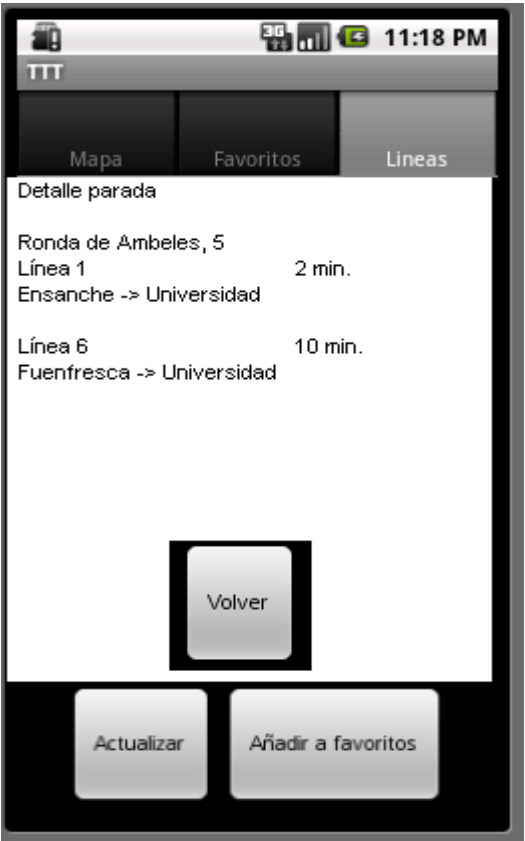 3G 11:18 PM
TTT
Mapa Favoritos Lineas
Detalle parada
Ronda de Ambeles, 5
Línea 1 2 min.
Ensanche -> Universidad
Línea 6 10 min.
Fuenfresca -> Universidad
Volver
Actualizar Añadir a favoritos